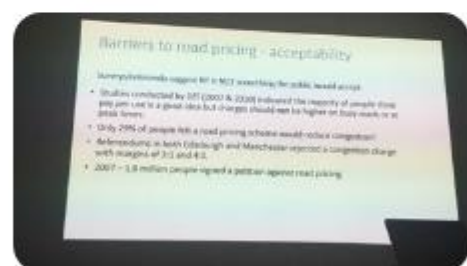 Barriers to road pricing - acceptability
suggest RP is NOT something the public would accept
• Studies conducted by DfT (2007 & 2010) indicated the majority of people think
pay per use is a good idea but charges should not be higher on busy roads or at
peak times.
• Only 29% of people felt a road pricing scheme would reduce congestion
• Referendums in both Edinburgh and Manchester rejected a congestion charge
with margins of 3:1 and 4:1.
• 2007 – 1.8 million people signed a petition against road pricing